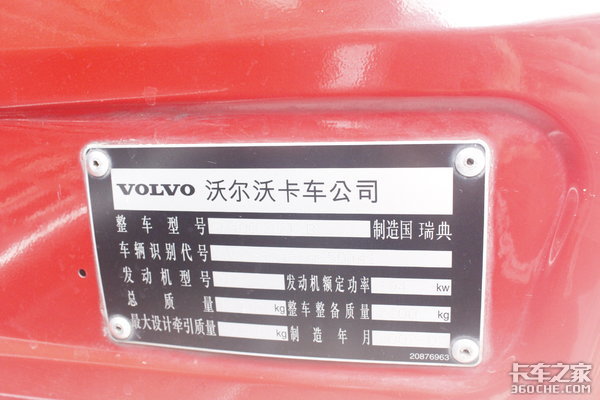 VOLVO 沃尔沃卡车公司
整车型号 制造国 瑞典
车辆识别代号
发动机型号 发动机额定功率 kw
总质量 kg 整车整备质量 kg
最大设计牵引质量 kg 制造年月
20876963
卡车之家
360CHE.COM